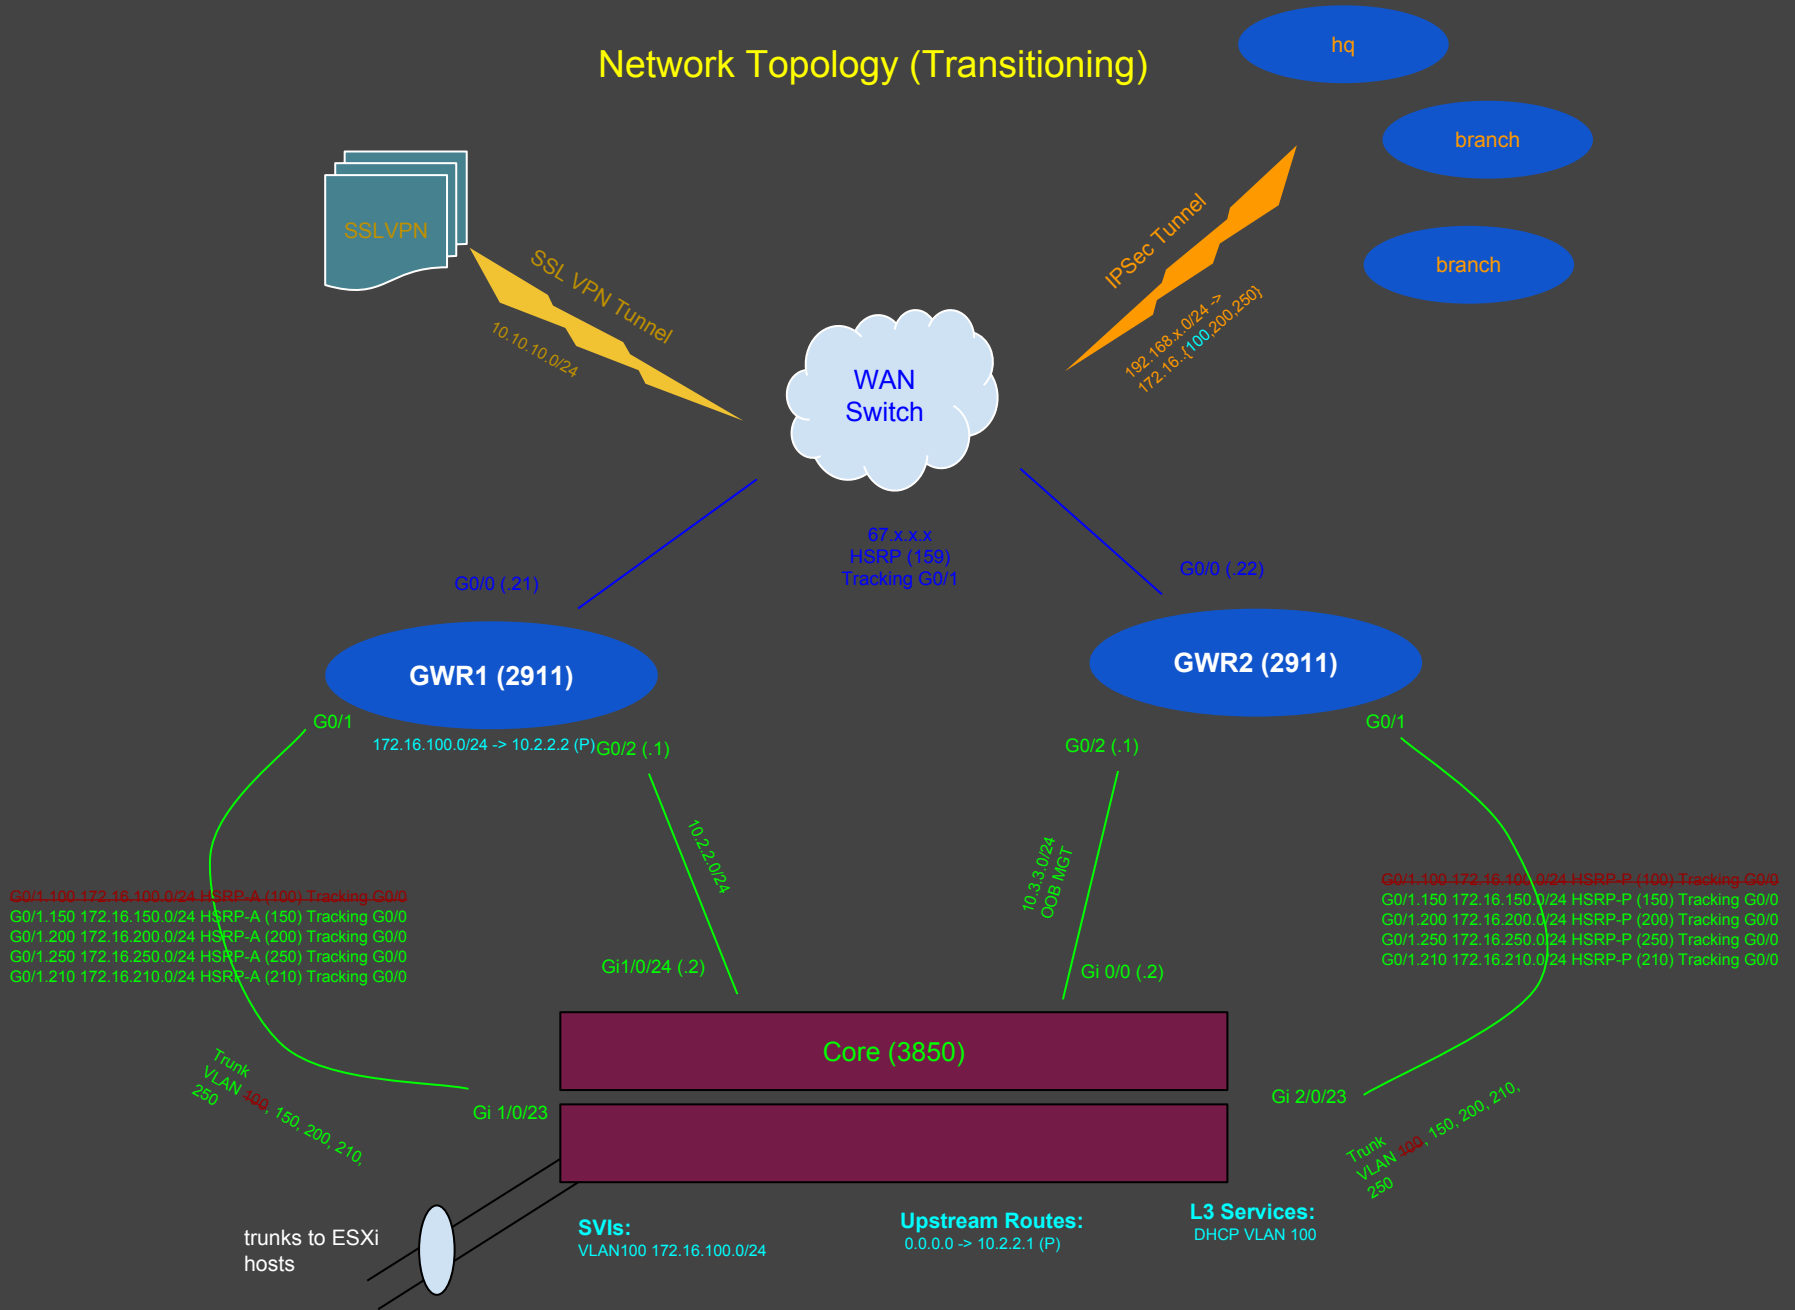 Network Topology (Transitioning)
hq
branch
branch
SSLVPN
SSL VPN Tunnel
10.10.10.0/24
IPSec Tunnel
192.168.x.0/24 ->
172.16..{100,200,250}
WAN
Switch
67.x.x.x
HSRP (159)
Tracking G0/1
G0/0 (.21)
G0/0 (.22)
GWR1 (2911)
GWR2 (2911)
G0/1
172.16.100.0/24 -> 10.2.2.2 (P)
G0/2 (.1)
G0/2 (.1)
G0/1
10.2.2.0/24
10.3.3.0/24
OOB MGT
G0/1.100 172.16.100.0/24 HSRP-A (100) Tracking G0/0
G0/1.150 172.16.150.0/24 HSRP-A (150) Tracking G0/0
G0/1.200 172.16.200.0/24 HSRP-A (200) Tracking G0/0
G0/1.250 172.16.250.0/24 HSRP-A (250) Tracking G0/0
G0/1.210 172.16.210.0/24 HSRP-A (210) Tracking G0/0
G0/1.100 172.16.100.0/24 HSRP-P (100) Tracking G0/0
G0/1.150 172.16.150.0/24 HSRP-P (150) Tracking G0/0
G0/1.200 172.16.200.0/24 HSRP-P (200) Tracking G0/0
G0/1.250 172.16.250.0/24 HSRP-P (250) Tracking G0/0
G0/1.210 172.16.210.0/24 HSRP-P (210) Tracking G0/0
Gi1/0/24 (.2)
Gi 0/0 (.2)
Core (3850)
Trunk
VLAN 100, 150, 200, 210,
250
Gi 1/0/23
Gi 2/0/23
Trunk
VLAN 100, 150, 200, 210,
250
trunks to ESXi
hosts
SVIs:
VLAN100 172.16.100.0/24
Upstream Routes:
0.0.0.0 -> 10.2.2.1 (P)
L3 Services:
DHCP VLAN 100